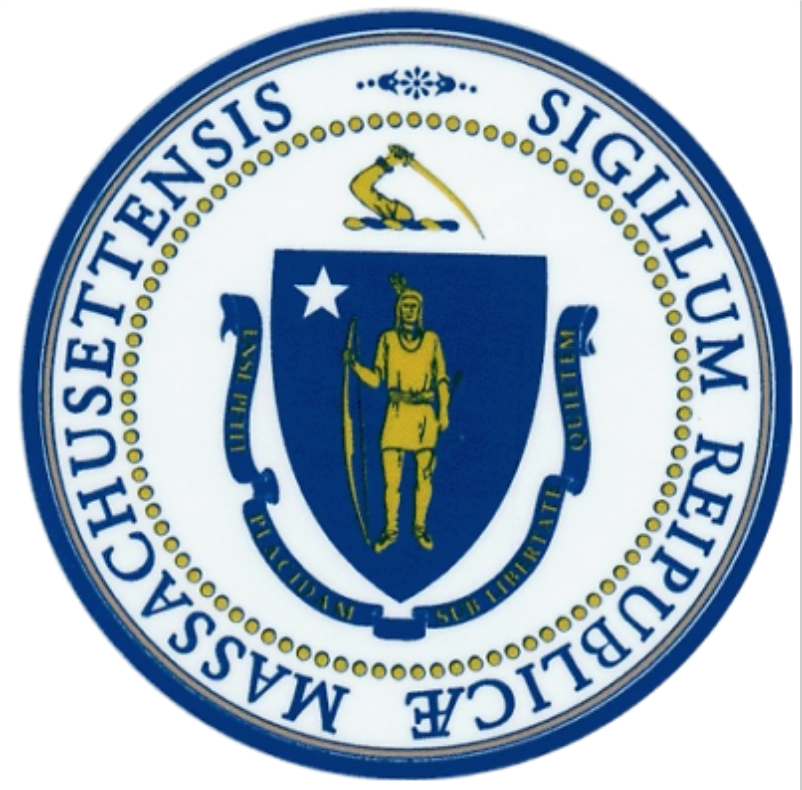 SIGILLUM REIPUBLICÆ MASSACHUSETTENSIS
ENSE PETIT
PLACIDAM
SUB LIBERTATE
QUIETEM